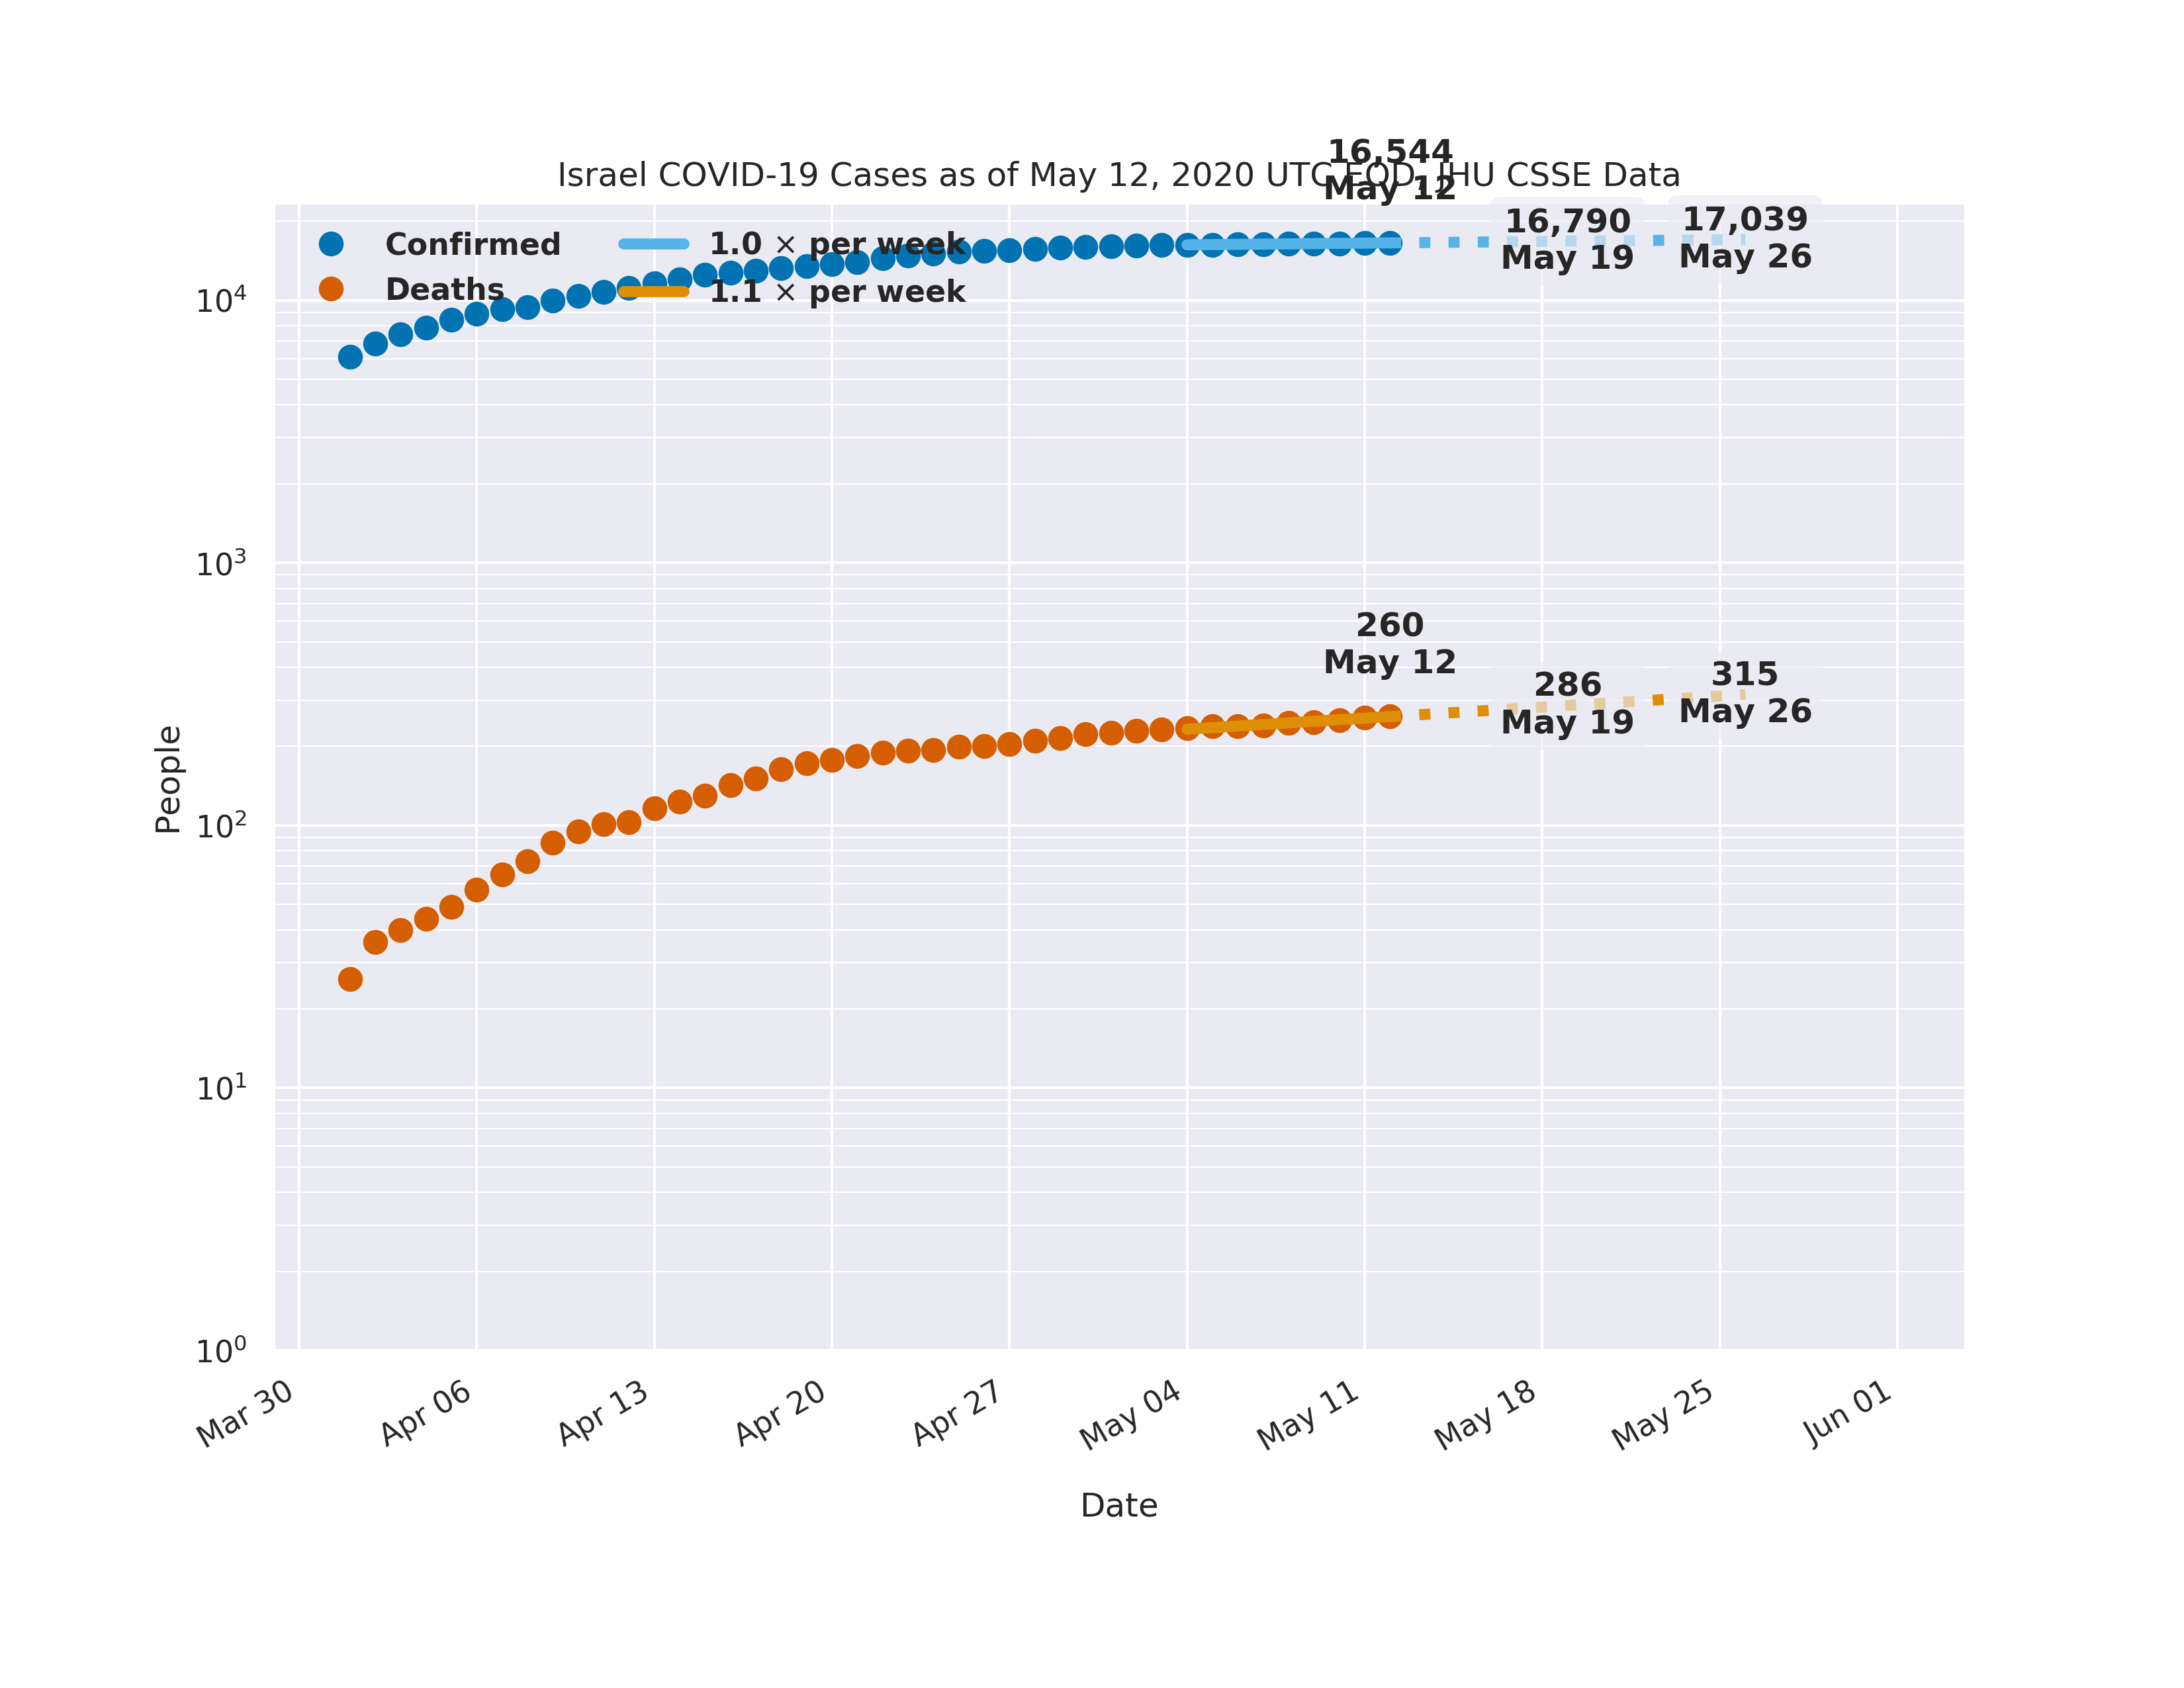 16,544
May 12
Israel COVID-19 Cases as of May 12, 2020 UTC EOD, JHU CSSE Data
16,790
May 19
17,039
May 26
Confirmed
Deaths
1.0 × per week
1.1 × per week
10⁴
10³
10²
10¹
10⁰
People
260
May 12
286
May 19
315
May 26
Mar 30
Apr 06
Apr 13
Apr 20
Apr 27
May 04
May 11
May 18
May 25
Jun 01
Date